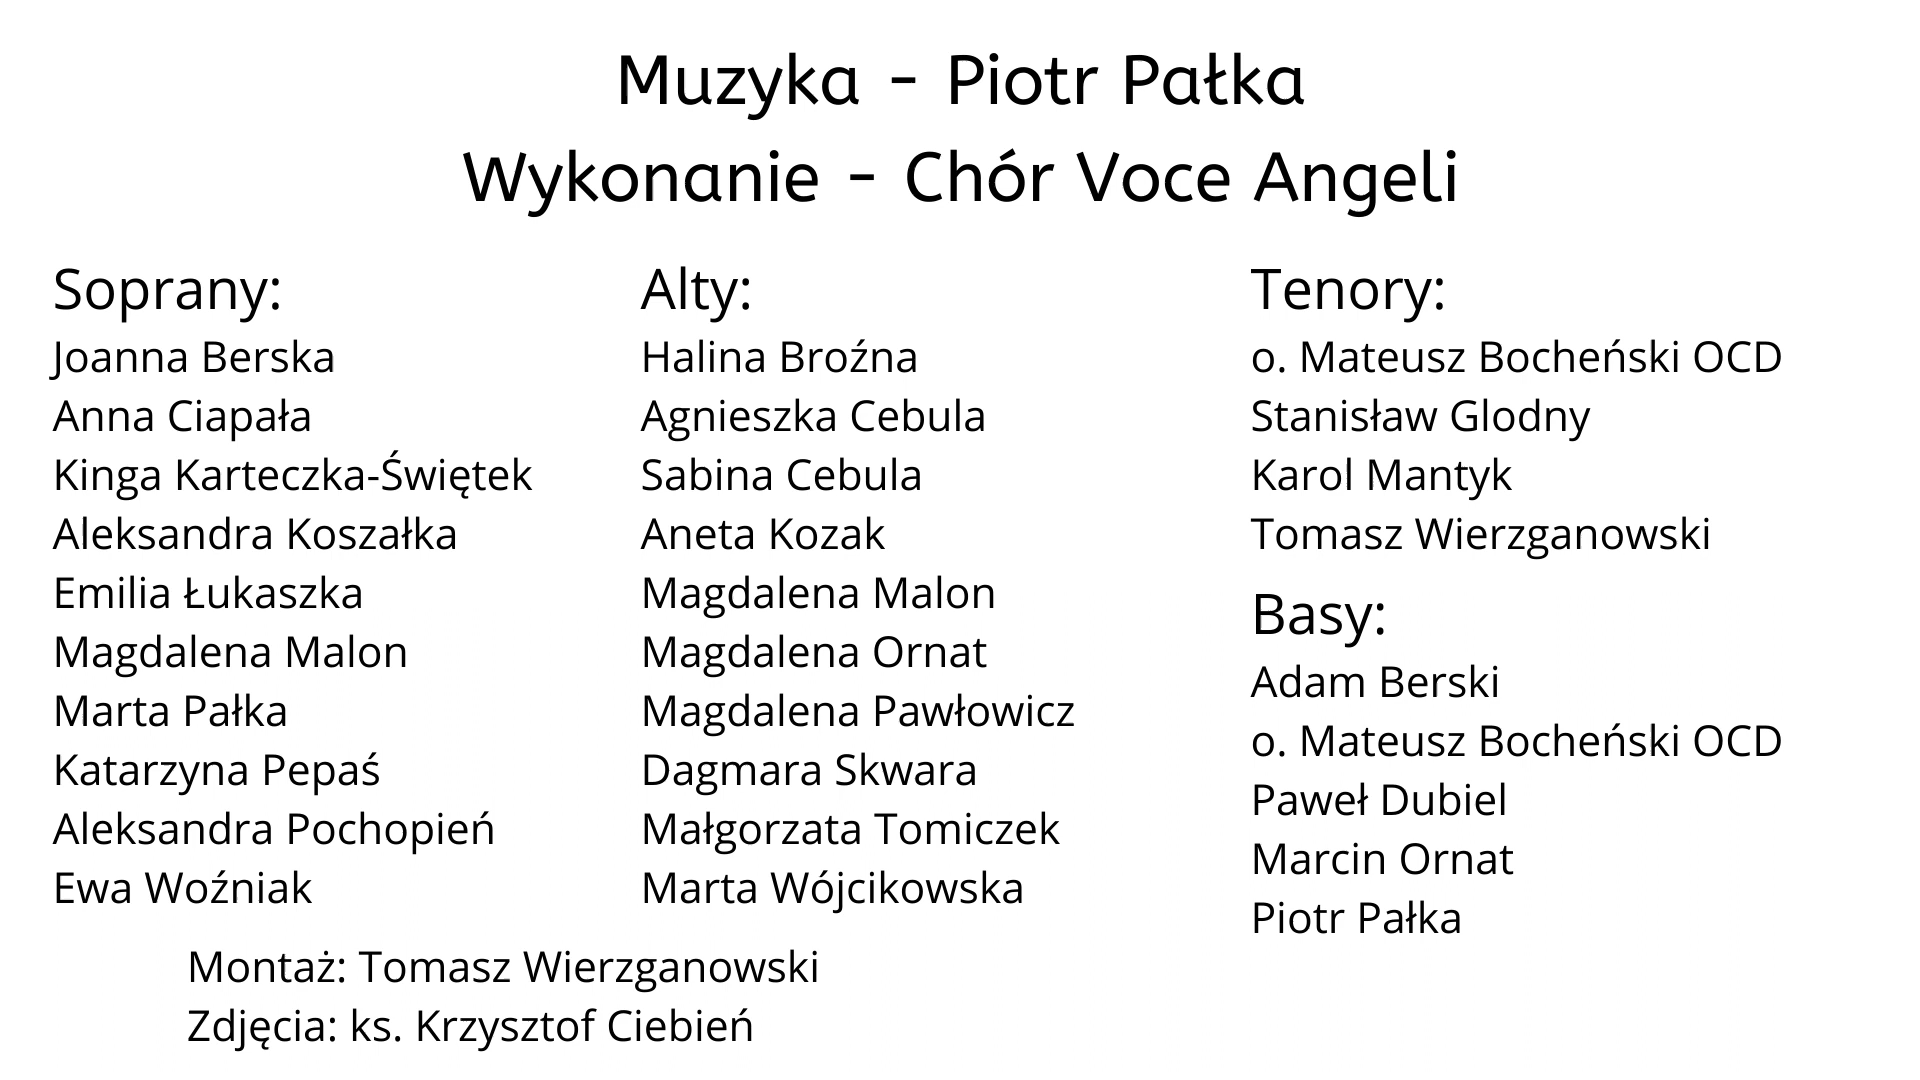 Muzyka - Piotr Pałka
Wykonanie - Chór Voce Angeli
Soprany:
Joanna Berska
Anna Ciapała
Kinga Karteczka-Świętek
Aleksandra Koszałka
Emilia Łukaszka
Magdalena Malon
Marta Pałka
Katarzyna Pepaś
Aleksandra Pochopień
Ewa Woźniak
Alty:
Halina Broźna
Agnieszka Cebula
Sabina Cebula
Aneta Kozak
Magdalena Malon
Magdalena Ornat
Magdalena Pawłowicz
Dagmara Skwara
Małgorzata Tomiczek
Marta Wójcikowska
Tenory:
o. Mateusz Bocheński OCD
Stanisław Glodny
Karol Mantyk
Tomasz Wierzganowski
Basy:
Adam Berski
o. Mateusz Bocheński OCD
Paweł Dubiel
Marcin Ornat
Piotr Pałka
Montaż: Tomasz Wierzganowski
Zdjęcia: ks. Krzysztof Ciebień